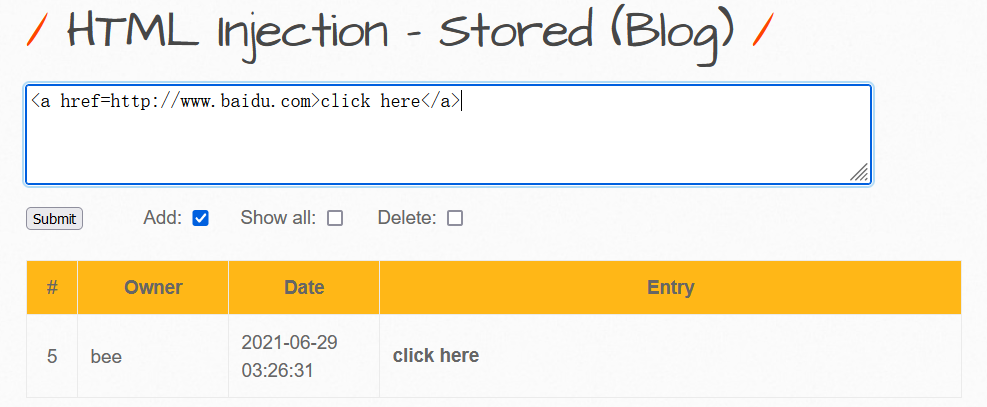 / HTML Injection - Stored (Blog) /
<a href=http://www.baidu.com>click here</a>
Submit Add: Show all: Delete:
# Owner Date Entry
5 bee 2021-06-29 click here
03:26:31